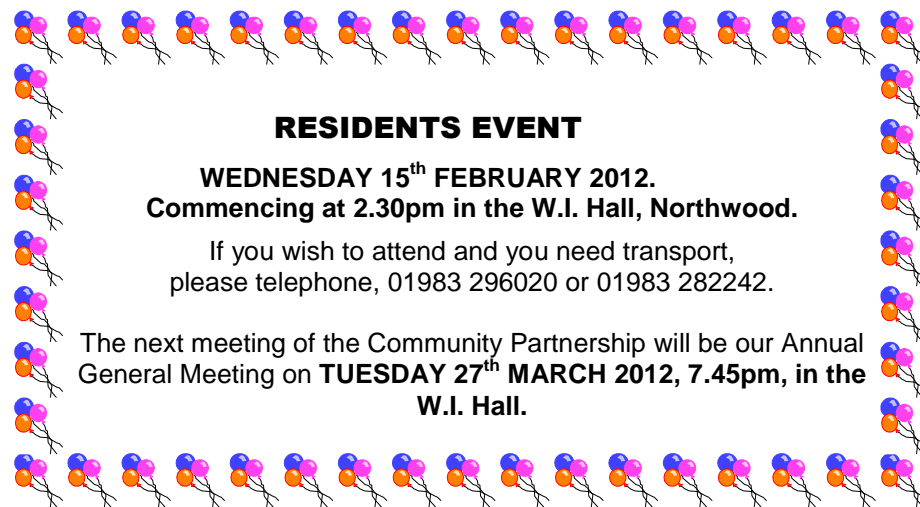 RESIDENTS EVENT
WEDNESDAY 15th FEBRUARY 2012.
Commencing at 2.30pm in the W.I. Hall, Northwood.
If you wish to attend and you need transport,
please telephone, 01983 296020 or 01983 282242.
The next meeting of the Community Partnership will be our Annual
General Meeting on TUESDAY 27th MARCH 2012, 7.45pm, in the
W.I. Hall.